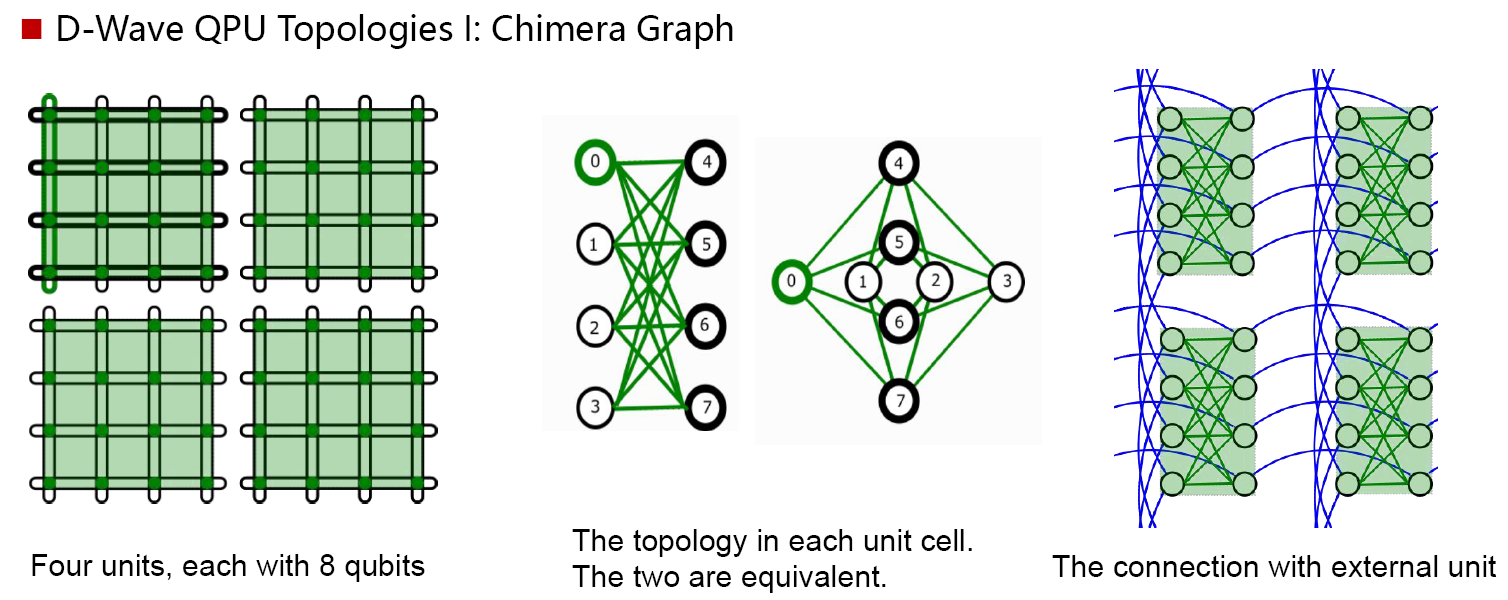 D-Wave QPU Topologies I: Chimera Graph
0 4
1 5
2 6
3 7
4
5
0 1 2 3
6
7
Four units, each with 8 qubits
The topology in each unit cell.
The two are equivalent.
The connection with external unit